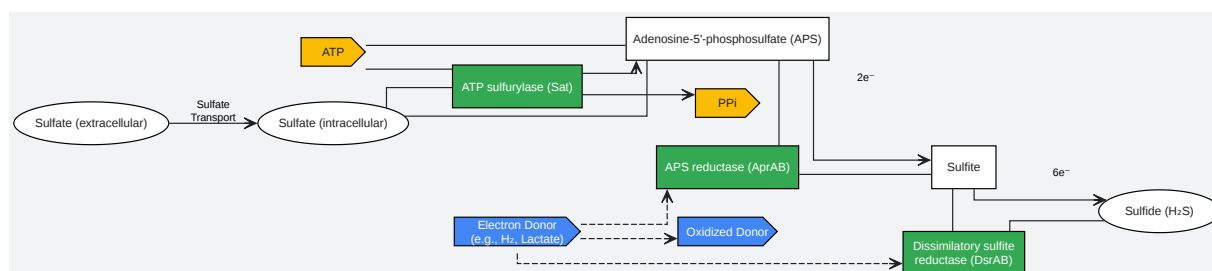 Adenosine-5'-phosphosulfate (APS)
ATP
2e⁻
ATP sulfurylase (Sat)
PPi
Sulfate
Transport
Sulfate (extracellular)
Sulfate (intracellular)
APS reductase (AprAB)
Sulfite
6e⁻
Sulfide (H₂S)
Electron Donor
(e.g., H₂, Lactate)
Oxidized Donor
Dissimilatory sulfite
reductase (DsrAB)